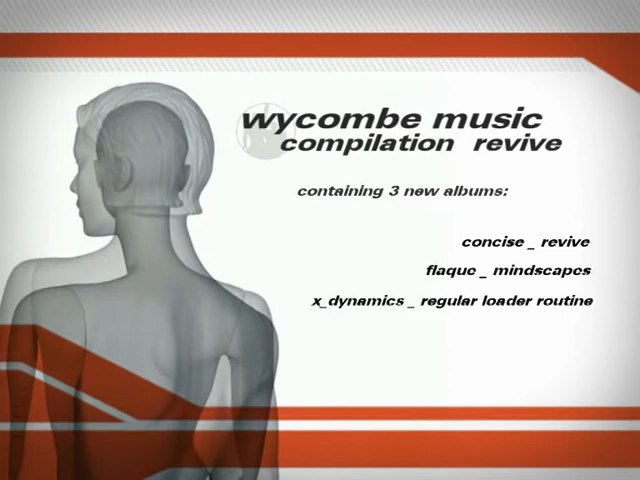 wycombe music
compilation revive
containing 3 new albums:
concise _ revive
flaque _ mindscapes
x_dynamics _ regular loader routine